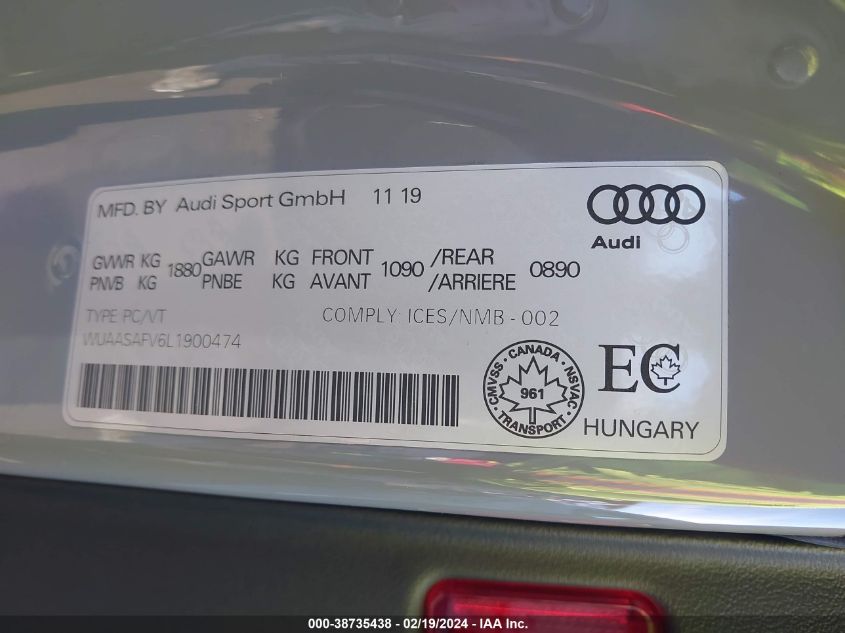 MFD. BY Audi Sport GmbH 11 19
Audi
GVWR KG 1880 GAWR KG FRONT 1090 /REAR 0890
PNVB KG PNBE KG AVANT /ARRIERE
TYPE: PC/VT COMPLY: ICES/NMB-002
WUAASAFV6L1900474
CMVSS · CANADA · NSVAC
961
TRANSPORT
EC
HUNGARY
000-38735438 - 02/19/2024 - IAA Inc.